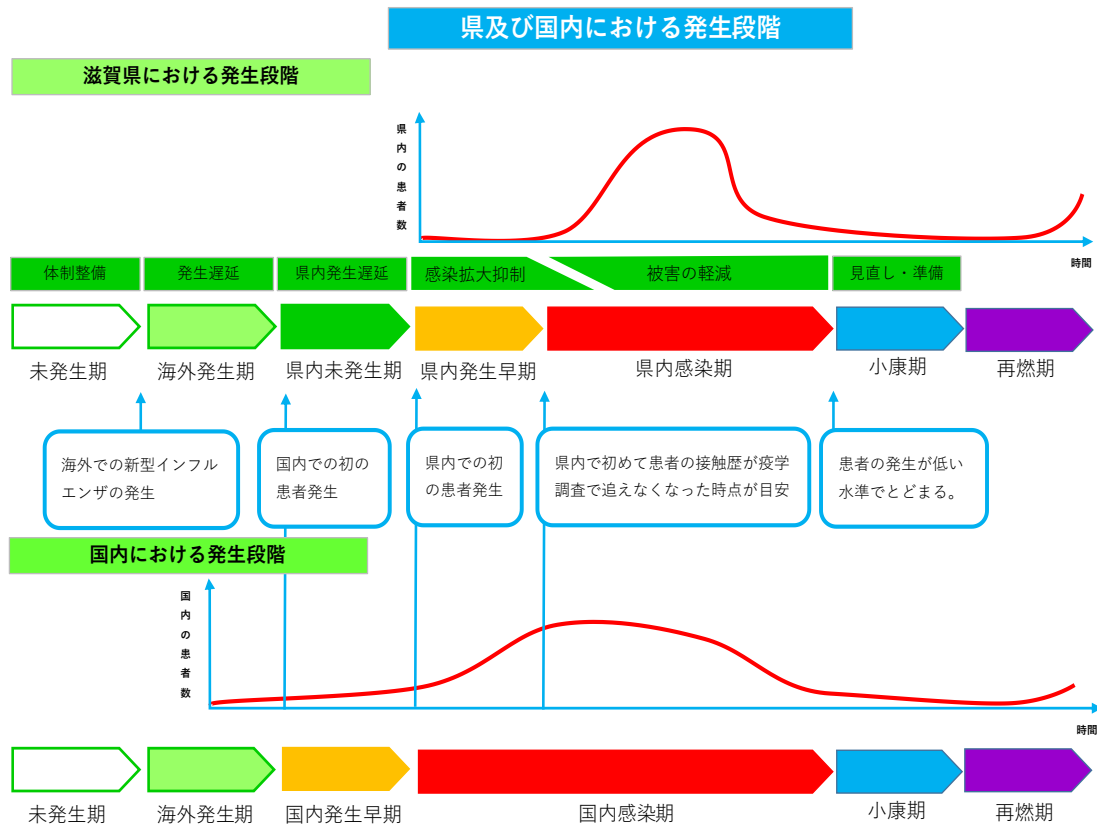 県及び国内における発生段階
滋賀県における発生段階
県内の患者数
時間
体制整備
発生遅延
県内発生遅延
感染拡大抑制
被害の軽減
見直し・準備
未発生期
海外発生期
県内未発生期
県内発生早期
県内感染期
小康期
再燃期
海外での新型インフル
エンザの発生
国内での初の
患者発生
県内での初
の患者発生
県内で初めて患者の接触歴が疫学
調査で追えなくなった時点が目安
患者の発生が低い
水準でとどまる。
国内における発生段階
国内の患者数
時間
未発生期
海外発生期
国内発生早期
国内感染期
小康期
再燃期